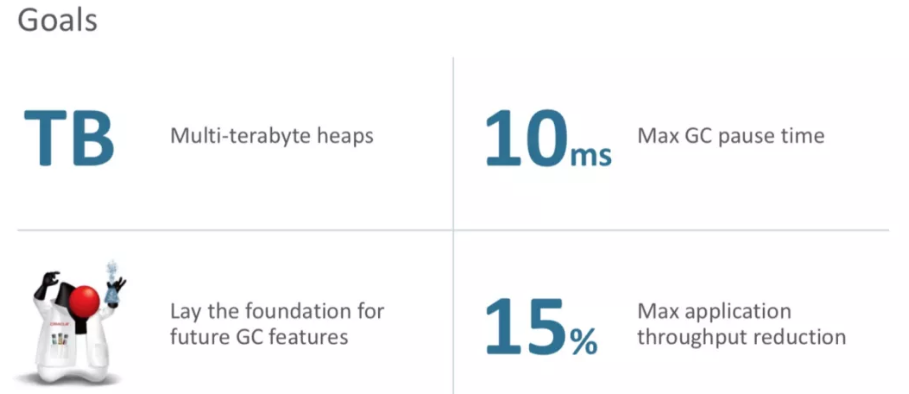 Goals
TB
Multi-terabyte heaps
10ms
Max GC pause time
Lay the foundation for
future GC features
15%
Max application
throughput reduction
ORACLE